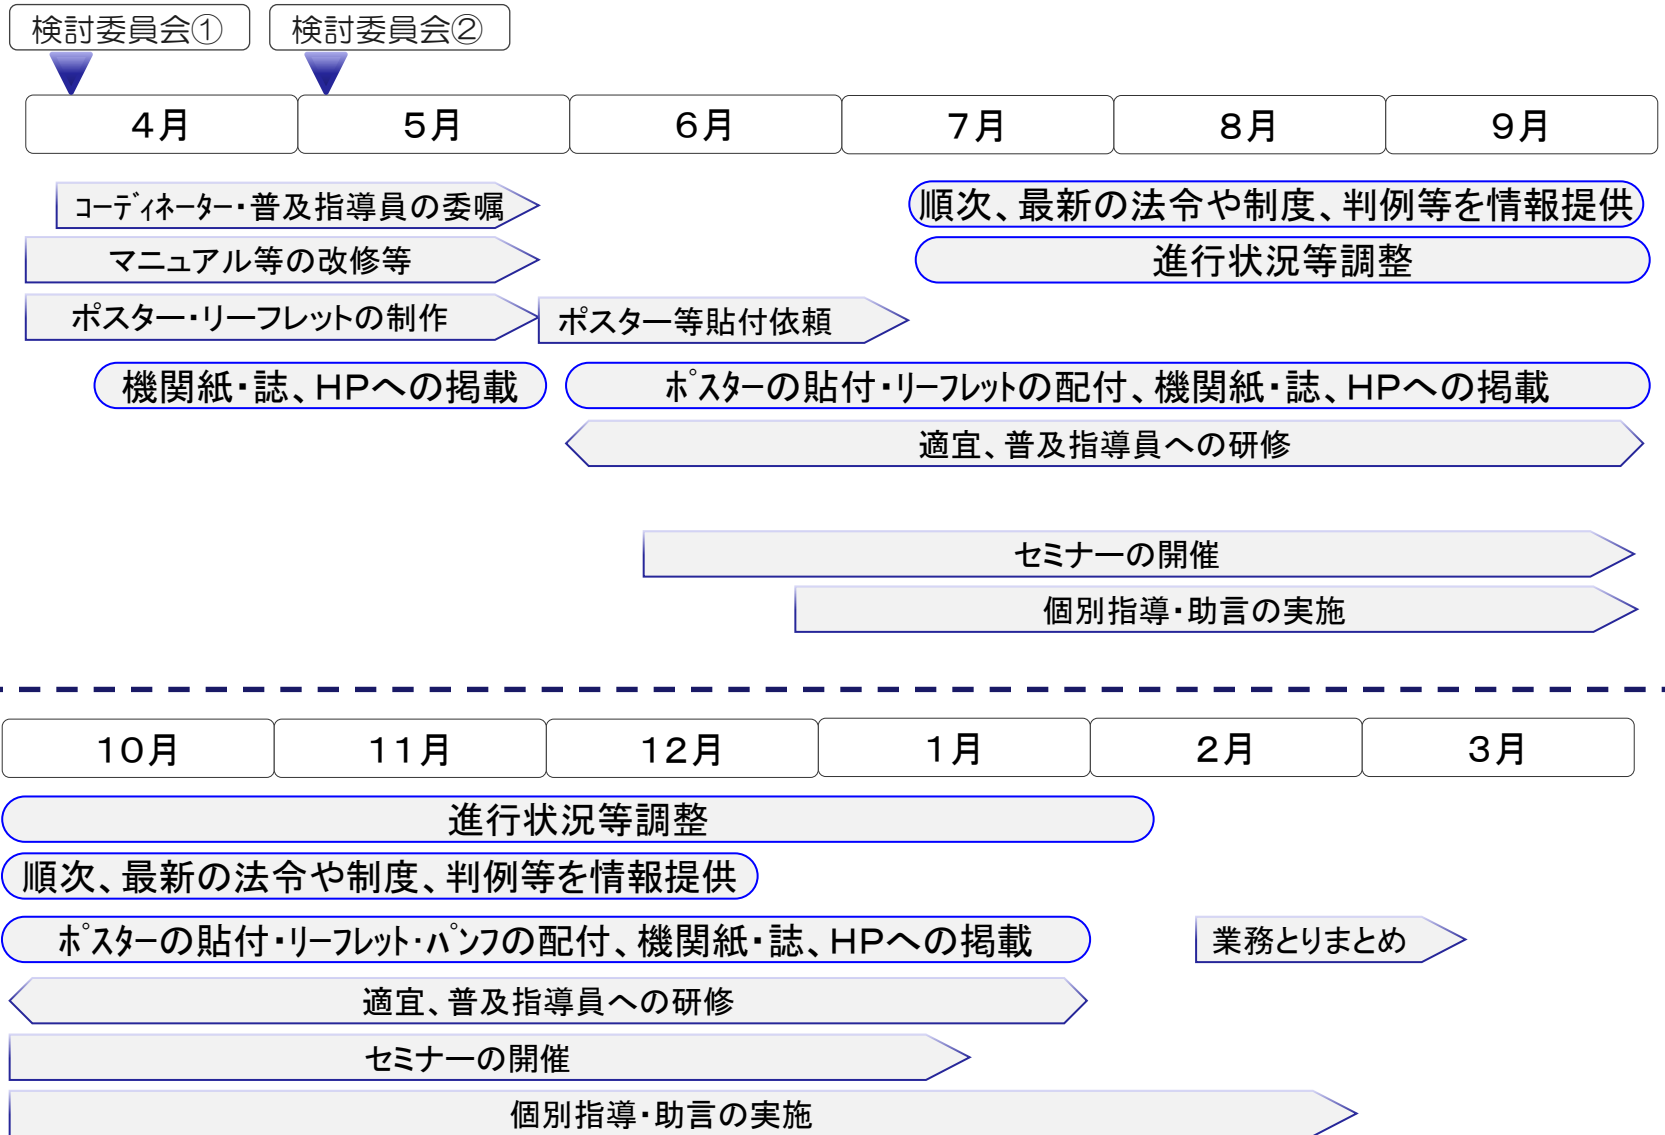 検討委員会①
検討委員会②
４月
５月
６月
７月
８月
９月
ｺｰﾃﾞｨﾈｰﾀｰ・普及指導員の委嘱
順次、最新の法令や制度、判例等を情報提供
マニュアル等の改修等
進行状況等調整
ポスター・リーフレットの制作
ポスター等貼付依頼
機関紙・誌、ＨＰへの掲載
ﾎﾟｽﾀｰの貼付・ﾘｰﾌﾚｯﾄの配付、機関紙・誌、ＨＰへの掲載
適宜、普及指導員への研修
セミナーの開催
個別指導・助言の実施
１０月
１１月
１２月
１月
２月
３月
進行状況等調整
順次、最新の法令や制度、判例等を情報提供
ﾎﾟｽﾀｰの貼付・ﾘｰﾌﾚｯﾄ・ﾊﾟﾝﾌの配付、機関紙・誌、ＨＰへの掲載
業務とりまとめ
適宜、普及指導員への研修
セミナーの開催
個別指導・助言の実施